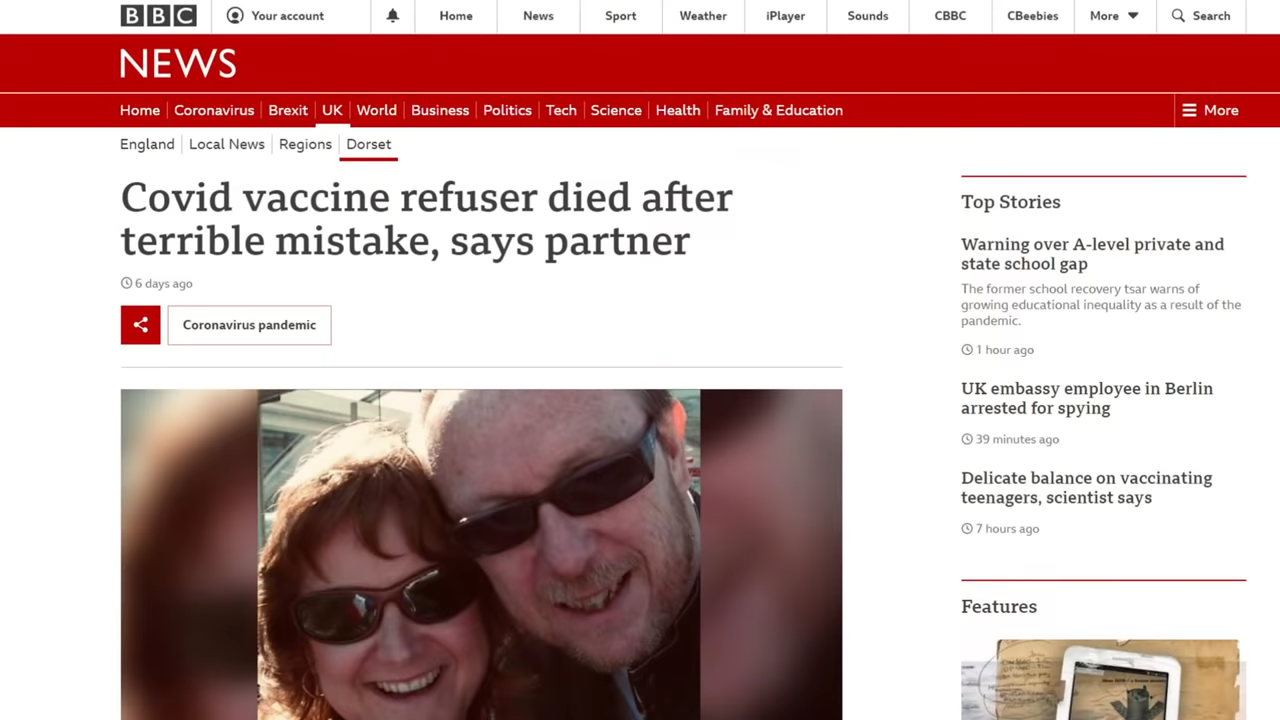 BBC Your account Home News Sport Weather iPlayer Sounds CBBC CBeebies More Search
NEWS
Home Coronavirus Brexit UK World Business Politics Tech Science Health Family & Education More
England Local News Regions Dorset
Covid vaccine refuser died after
terrible mistake, says partner
6 days ago
Coronavirus pandemic
Top Stories
Warning over A-level private and
state school gap
The former school recovery tsar warns of
growing educational inequality as a result of the
pandemic.
1 hour ago
UK embassy employee in Berlin
arrested for spying
39 minutes ago
Delicate balance on vaccinating
teenagers, scientist says
7 hours ago
Features